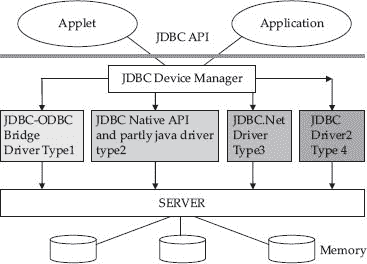 Applet
Application
JDBC API
JDBC Device Manager
JDBC-ODBC
Bridge
Driver Type1
JDBC Native API
and partly java driver
type2
JDBC.Net
Driver
Type3
JDBC
Driver2
Type 4
SERVER
Memory